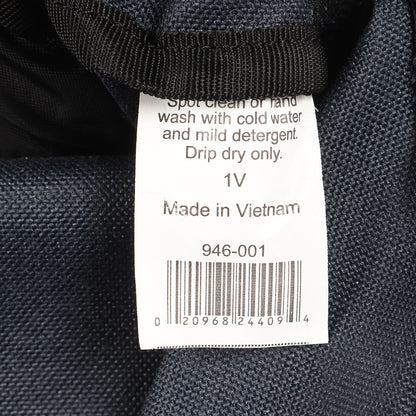 Spot clean or hand
wash with cold water
and mild detergent.
Drip dry only.
1V
Made in Vietnam
946-001
0 20968 24409 4